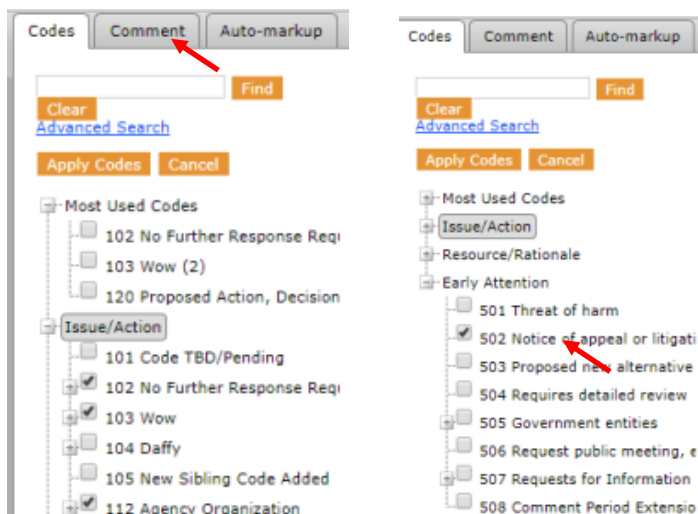 Codes Comment Auto-markup
Find
Clear
Advanced Search
Apply Codes Cancel
Most Used Codes
102 No Further Response
103 Wow (2)
120 Proposed Action, Decision
Issue/Action
101 Code TBD/Pending
102 No Further Response
103 Wow
104 Daffy
105 New Sibling Code Added
112 Agency Organization
Codes Comment Auto-markup
Find
Clear
Advanced Search
Apply Codes Cancel
Most Used Codes
Issue/Action
Resource/Rationale
Early Attention
501 Threat of harm
502 Notice of appeal or litigati
503 Proposed new alternative
504 Requires detailed review
505 Government entities
506 Request public meeting,
507 Requests for Information
508 Comment Period Extensio